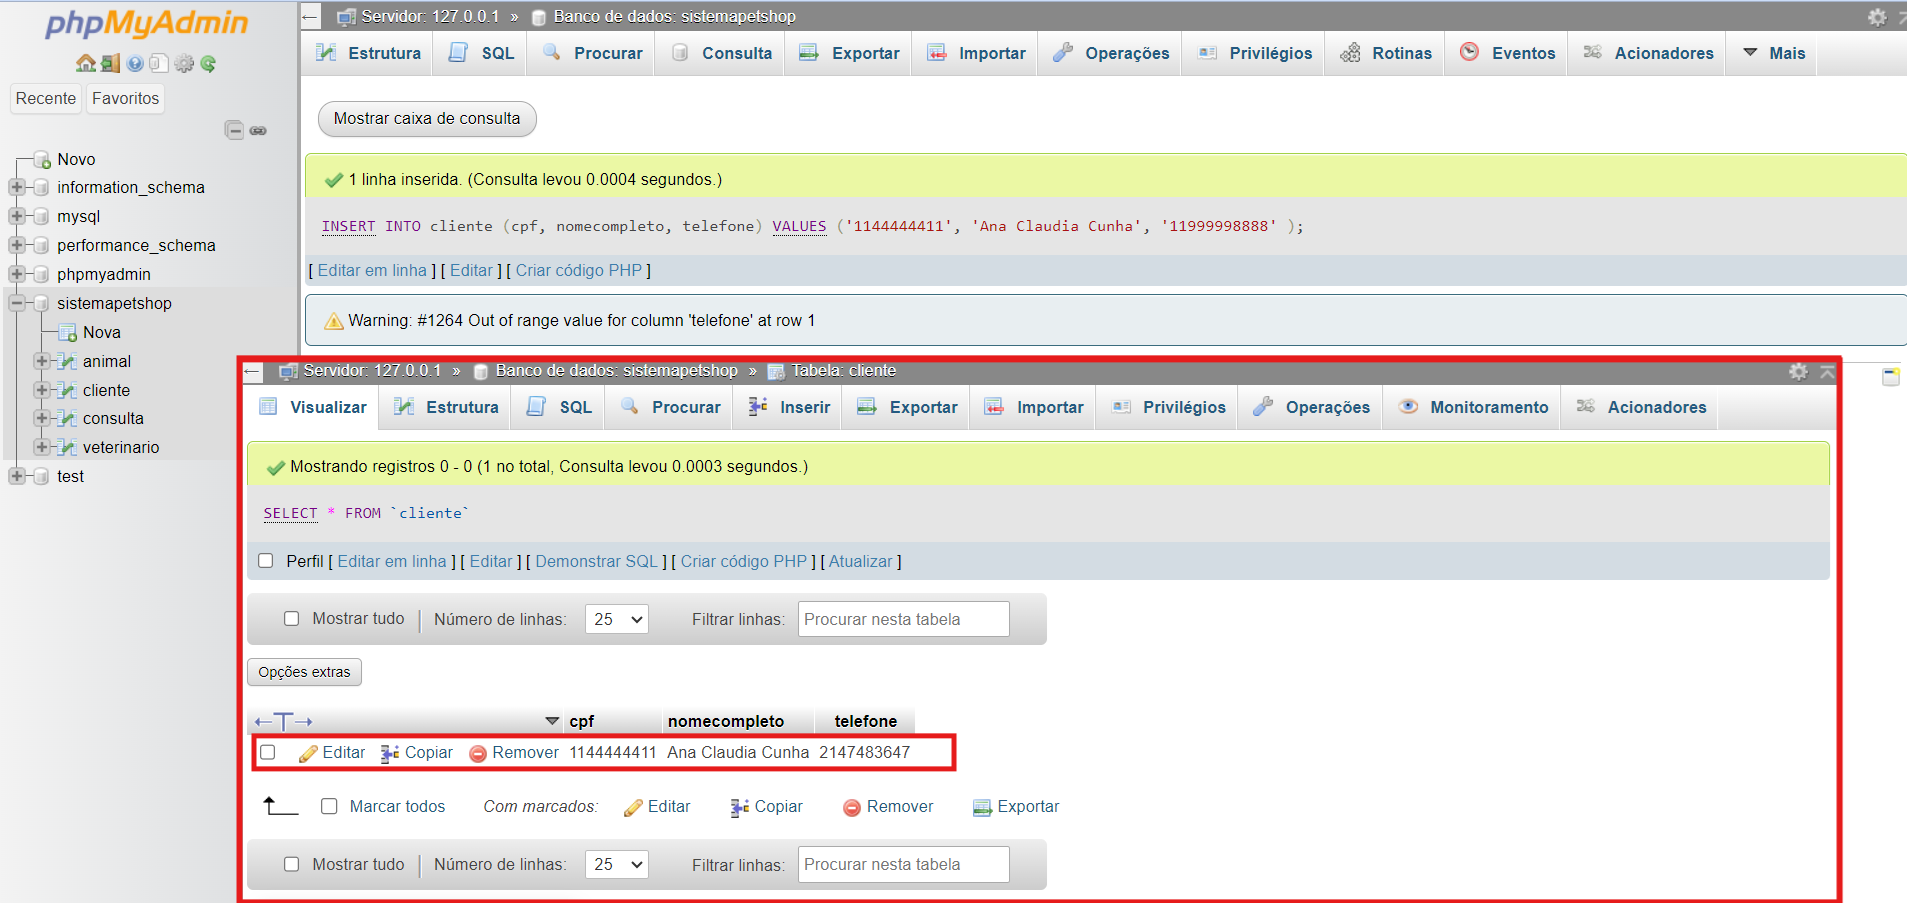 phpMyAdmin
Recente Favoritos
Novo
information_schema
mysql
performance_schema
phpmyadmin
sistemapetshop
Nova
animal
cliente
consulta
veterinario
test
Servidor: 127.0.0.1 » Banco de dados: sistemapetshop
Estrutura SQL Procurar Consulta Exportar Importar Operações Privilégios Rotinas Eventos Acionadores Mais
Mostrar caixa de consulta
1 linha inserida. (Consulta levou 0.0004 segundos.)
INSERT INTO cliente (cpf, nomecompleto, telefone) VALUES ('1144444411', 'Ana Claudia Cunha', '11999998888' );
[ Editar em linha ] [ Editar ] [ Criar código PHP ]
Warning: #1264 Out of range value for column 'telefone' at row 1
Servidor: 127.0.0.1 » Banco de dados: sistemapetshop » Tabela: cliente
Visualizar Estrutura SQL Procurar Inserir Exportar Importar Privilégios Operações Monitoramento Acionadores
Mostrando registros 0 - 0 (1 no total, Consulta levou 0.0003 segundos.)
SELECT * FROM `cliente`
Perfil [ Editar em linha ] [ Editar ] [ Demonstrar SQL ] [ Criar código PHP ] [ Atualizar ]
Mostrar tudo Número de linhas: 25 Filtrar linhas: Procurar nesta tabela
Opções extras
cpf nomecompleto telefone
Editar Copiar Remover 1144444411 Ana Claudia Cunha 2147483647
Marcar todos Com marcados: Editar Copiar Remover Exportar
Mostrar tudo Número de linhas: 25 Filtrar linhas: Procurar nesta tabela